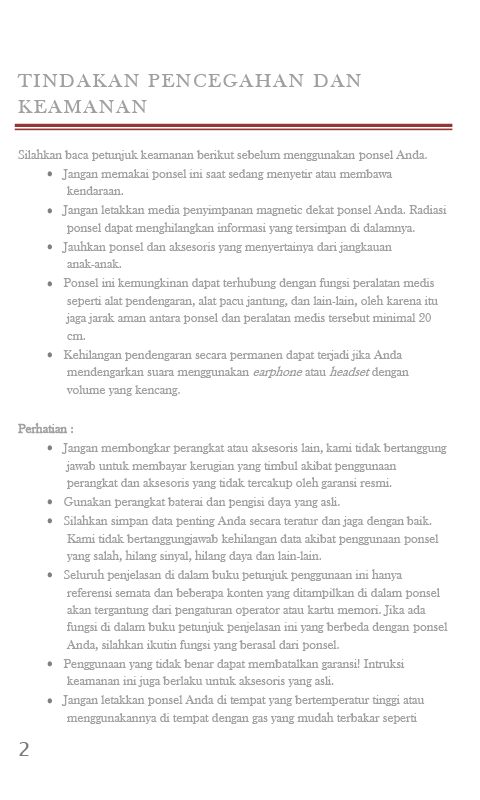 TINDAKAN PENCEGAHAN DAN
KEAMANAN
Silahkan baca petunjuk keamanan berikut sebelum menggunakan ponsel Anda.
• Jangan memakai ponsel ini saat sedang menyetir atau membawa
kendaraan.
• Jangan letakkan media penyimpanan magnetic dekat ponsel Anda. Radiasi
ponsel dapat menghilangkan informasi yang tersimpan di dalamnya.
• Jauhkan ponsel dan aksesoris yang menyertainya dari jangkauan
anak-anak.
• Ponsel ini kemungkinan dapat terhubung dengan fungsi peralatan medis
seperti alat pendengaran, alat pacu jantung, dan lain-lain, oleh karena itu
jaga jarak aman antara ponsel dan peralatan medis tersebut minimal 20
cm.
• Kehilangan pendengaran secara permanen dapat terjadi jika Anda
mendengarkan suara menggunakan earphone atau headset dengan
volume yang kencang.
Perhatian :
• Jangan membongkar perangkat atau aksesoris lain, kami tidak bertanggung
jawab untuk membayar kerugian yang timbul akibat penggunaan
perangkat dan aksesoris yang tidak tercakup oleh garansi resmi.
• Gunakan perangkat baterai dan pengisi daya yang asli.
• Silahkan simpan data penting Anda secara teratur dan jaga dengan baik.
Kami tidak bertanggungjawab kehilangan data akibat penggunaan ponsel
yang salah, hilang sinyal, hilang daya dan lain-lain.
• Seluruh penjelasan di dalam buku petunjuk penggunaan ini hanya
referensi semata dan beberapa konten yang ditampilkan di dalam ponsel
akan tergantung dari pengaturan operator atau kartu memori. Jika ada
fungsi di dalam buku petunjuk penjelasan ini yang berbeda dengan ponsel
Anda, silahkan ikutin fungsi yang berasal dari ponsel.
• Penggunaan yang tidak benar dapat membatalkan garansi! Intruksi
keamanan ini juga berlaku untuk aksesoris yang asli.
• Jangan letakkan ponsel Anda di tempat yang bertemperatur tinggi atau
menggunakannya di tempat dengan gas yang mudah terbakar seperti
2